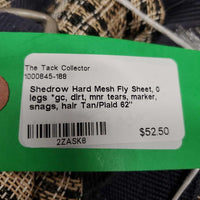 The Tack Collector
1000845-188
Shedrow Hard Mesh Fly Sheet, 0
legs *gc, dirt, mnr tears, marker,
snags, hair Tan/Plaid 62"
$52.50
2ZASK8